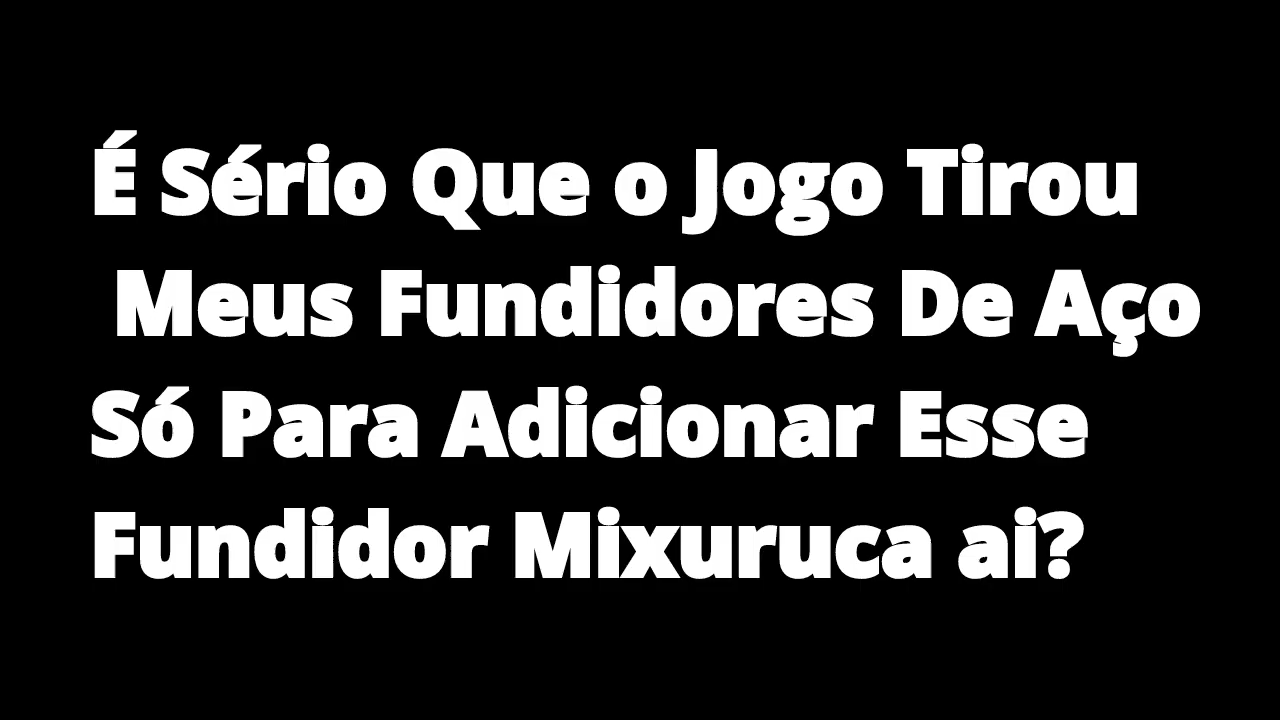 É Sério Que o Jogo Tirou
Meus Fundidores De Aço
Só Para Adicionar Esse
Fundidor Mixuruca ai?